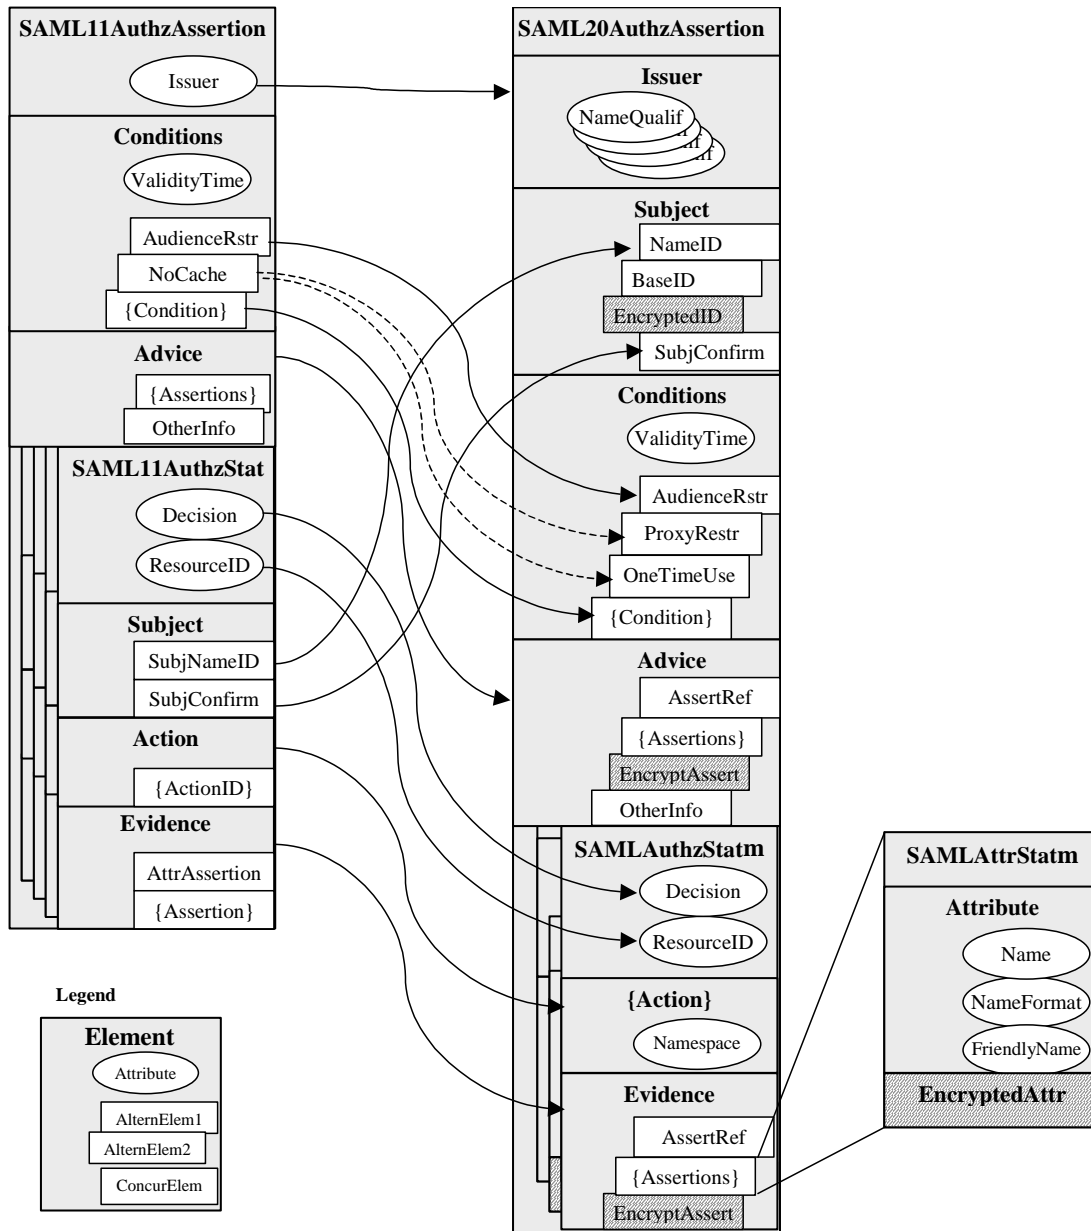 SAML11AuthzAssertion
Issuer
Conditions
ValidityTime
AudienceRstr
NoCache
{Condition}
Advice
{Assertions}
OtherInfo
SAML11AuthzStat
Decision
ResourceID
Subject
SubjNameID
SubjConfirm
Action
{ActionID}
Evidence
AttrAssertion
{Assertion}
Legend
Element
Attribute
AlternElem1
AlternElem2
ConcurElem
SAML20AuthzAssertion
Issuer
NameQualif
Subject
NameID
BaseID
EncryptedID
SubjConfirm
Conditions
ValidityTime
AudienceRstr
ProxyRestr
OneTimeUse
{Condition}
Advice
AssertRef
{Assertions}
EncryptAssert
OtherInfo
SAMLAuthzStatm
Decision
ResourceID
{Action}
Namespace
Evidence
AssertRef
{Assertions}
EncryptAssert
SAMLAttrStatm
Attribute
Name
NameFormat
FriendlyName
EncryptedAttr